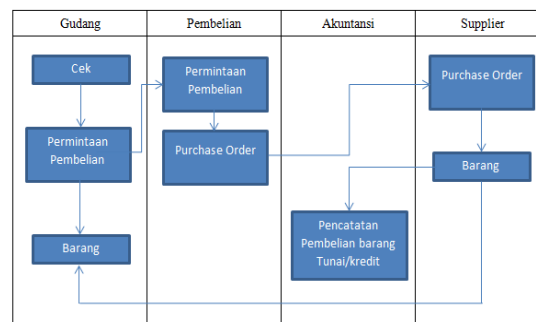 Gudang
Pembelian
Akuntansi
Supplier
Cek
Permintaan
Pembelian
Barang
Permintaan
Pembelian
Purchase Order
Pencatatan
Pembelian barang
Tunai/kredit
Purchase Order
Barang